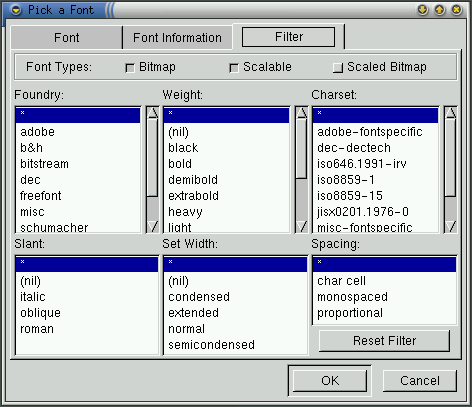 Pick a Font
Font Font Information Filter
Font Types: Bitmap Scalable Scaled Bitmap
Foundry: Weight: Charset:
* * *
adobe (nil) adobe-fontspecific
b&h black dec-dectech
bitstream bold iso646.1991-irv
dec demibold iso8859-1
freefont extrabold iso8859-15
misc heavy jisx0201.1976-0
schumacher light misc-fontspecific
Slant: Set Width: Spacing:
* * *
(nil) (nil) char cell
italic condensed monospaced
oblique extended proportional
roman normal
semicondensed
Reset Filter
OK Cancel